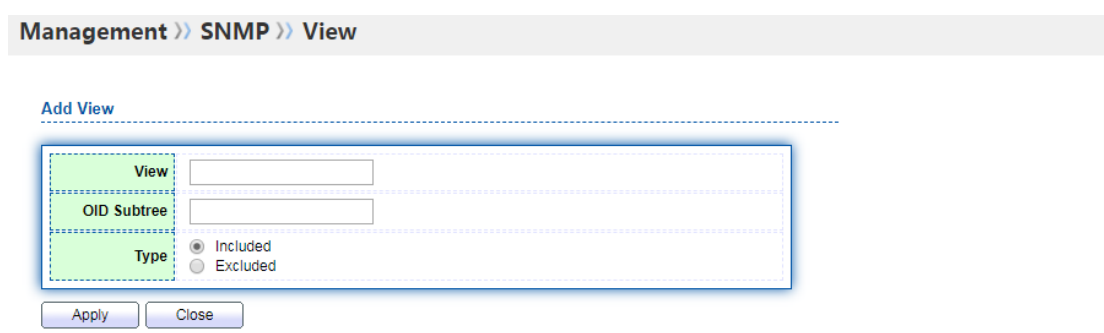 Management » SNMP » View
Add View
View
OID Subtree
Type
Included
Excluded
Apply Close